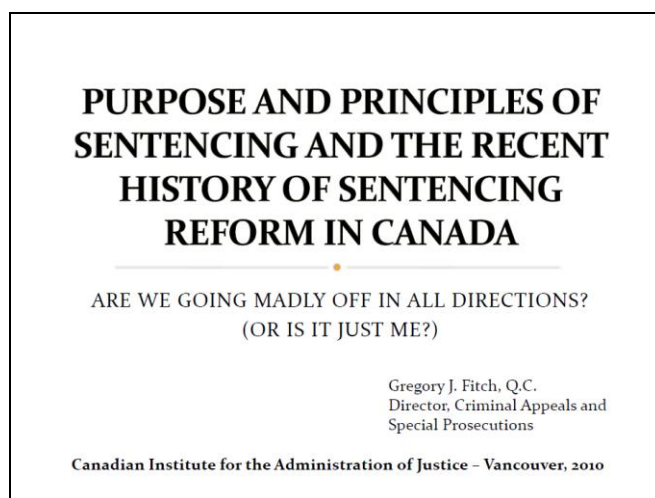 PURPOSE AND PRINCIPLES OF
SENTENCING AND THE RECENT
HISTORY OF SENTENCING
REFORM IN CANADA
ARE WE GOING MADLY OFF IN ALL DIRECTIONS?
(OR IS IT JUST ME?)
Gregory J. Fitch, Q.C.
Director, Criminal Appeals and
Special Prosecutions
Canadian Institute for the Administration of Justice – Vancouver, 2010